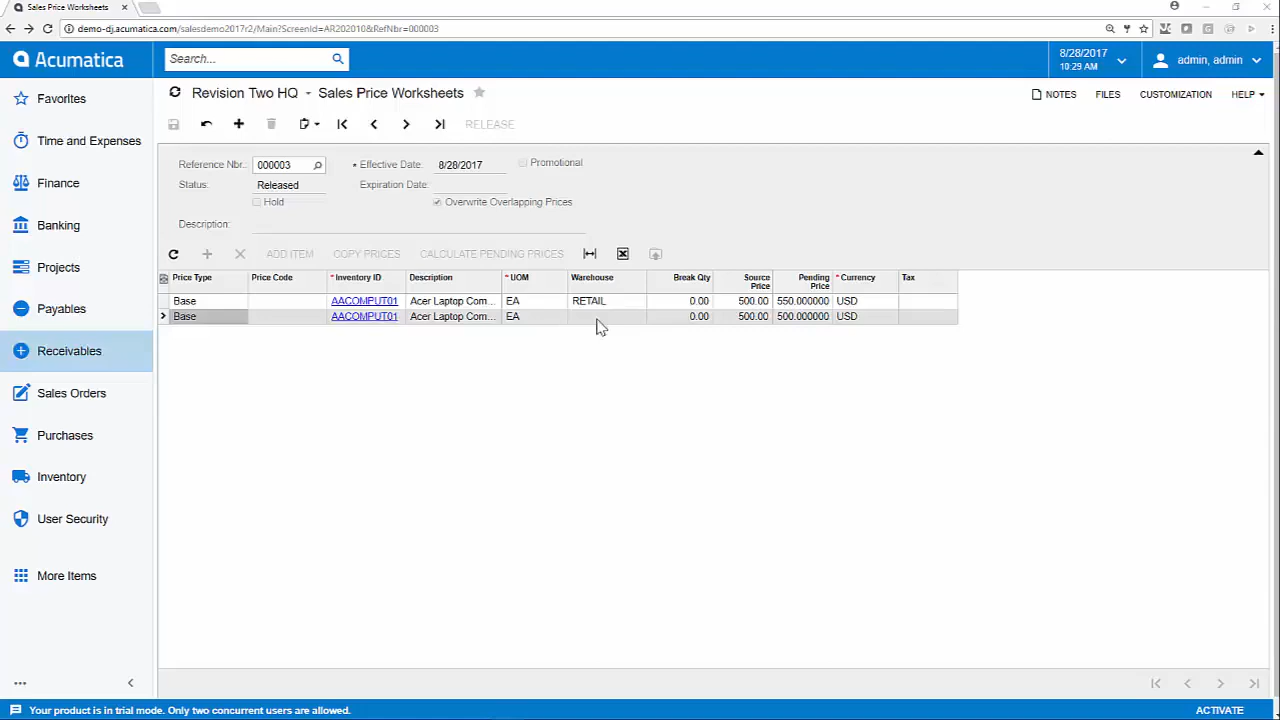 Sales Price Worksheets
demo-dj.acumatica.com/salesdemo2017r2/Main?ScreenId=AR202010&RefNbr=000003
Acumatica
Search...
8/28/2017
10:29 AM
admin, admin
Favorites
Time and Expenses
Finance
Banking
Projects
Payables
Receivables
Sales Orders
Purchases
Inventory
User Security
More Items
Revision Two HQ - Sales Price Worksheets
NOTES FILES CUSTOMIZATION HELP
RELEASE
Reference Nbr.: 000003 * Effective Date: 8/28/2017 Promotional
Status: Released Expiration Date:
Hold Overwrite Overlapping Prices
Description:
ADD ITEM COPY PRICES CALCULATE PENDING PRICES
Price Type Price Code * Inventory ID Description * UOM Warehouse Break Qty Source Price Pending Price * Currency Tax
Base AACOMPUT01 Acer Laptop Com... EA RETAIL 0.00 500.00 550.000000 USD
Base AACOMPUT01 Acer Laptop Com... EA 0.00 500.00 500.000000 USD
Your product is in trial mode. Only two concurrent users are allowed.
ACTIVATE